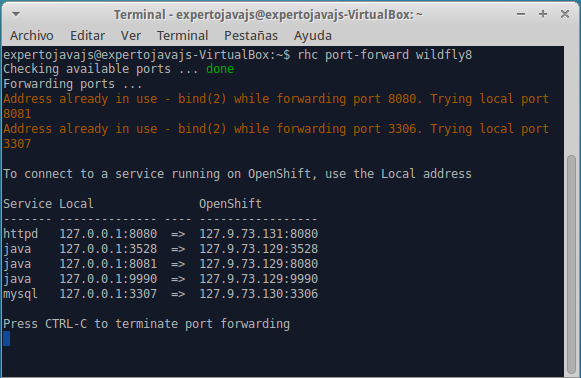 Terminal - expertojavajs@expertojavajs-VirtualBox: ~
Archivo Editar Ver Terminal Pestañas Ayuda
expertojavajs@expertojavajs-VirtualBox:~$ rhc port-forward wildfly8
Checking available ports ... done
Forwarding ports ...
Address already in use - bind(2) while forwarding port 8080. Trying local port
8081
Address already in use - bind(2) while forwarding port 3306. Trying local port
3307
To connect to a service running on OpenShift, use the Local address
Service Local               OpenShift
------- -------------- ---- -----------------
httpd   127.0.0.1:8080  =>  127.9.73.131:8080
java    127.0.0.1:3528  =>  127.9.73.129:3528
java    127.0.0.1:8081  =>  127.9.73.129:8080
java    127.0.0.1:9990  =>  127.9.73.129:9990
mysql   127.0.0.1:3307  =>  127.9.73.130:3306
Press CTRL-C to terminate port forwarding